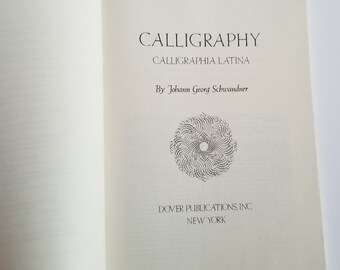 CALLIGRAPHY
CALLIGRAPHIA LATINA
By Johann Georg Schwandner
DOVER PUBLICATIONS, INC.
NEW YORK